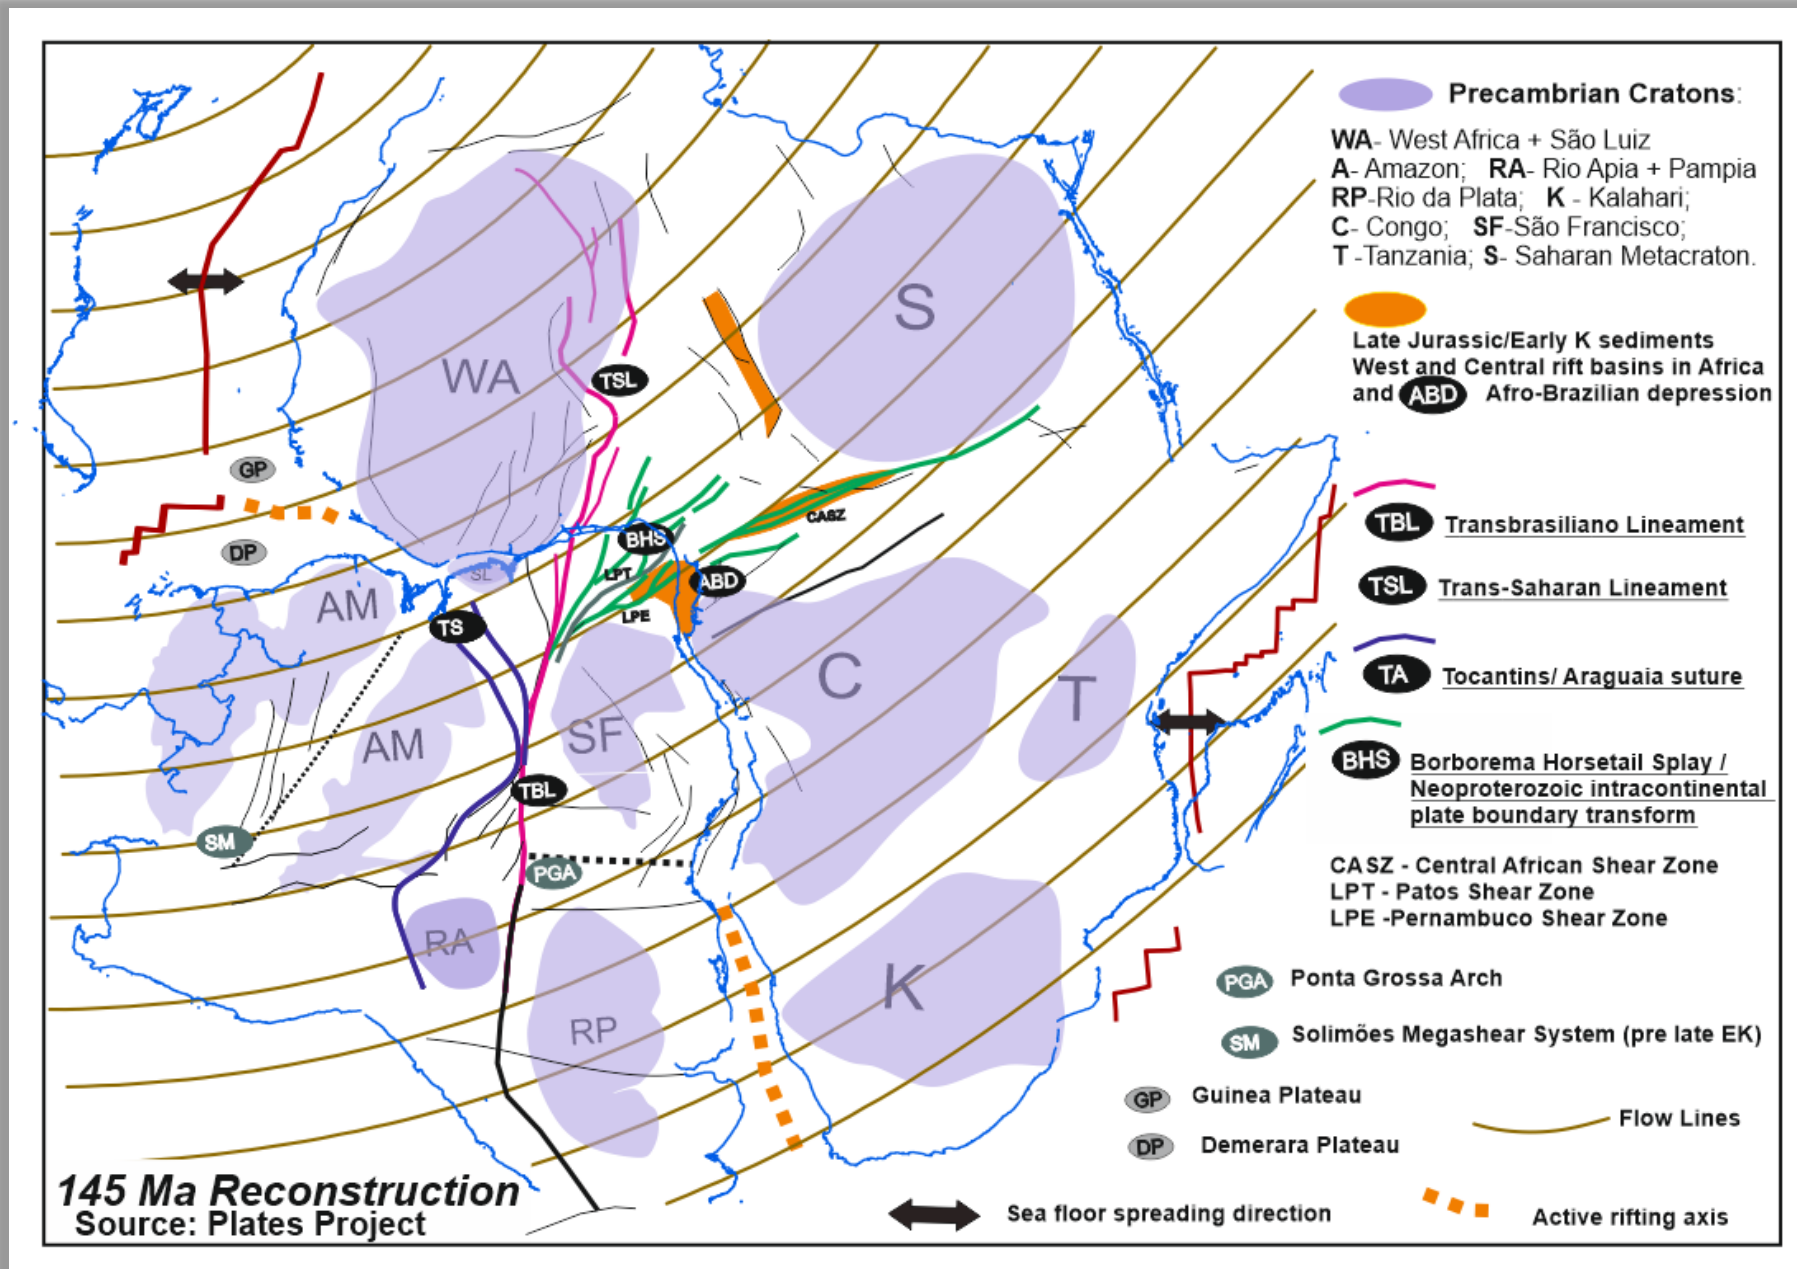 Precambrian Cratons:
WA- West Africa + São Luiz
A- Amazon; RA- Rio Apia + Pampia
RP-Rio da Plata; K - Kalahari;
C- Congo; SF-São Francisco;
T -Tanzania; S- Saharan Metacraton.
Late Jurassic/Early K sediments
West and Central rift basins in Africa
and ABD Afro-Brazilian depression
TBL Transbrasiliano Lineament
TSL Trans-Saharan Lineament
TA Tocantins/ Araguaia suture
BHS Borborema Horsetail Splay /
Neoproterozoic intracontinental
plate boundary transform
CASZ - Central African Shear Zone
LPT - Patos Shear Zone
LPE -Pernambuco Shear Zone
PGA Ponta Grossa Arch
SM Solimões Megashear System (pre late EK)
GP Guinea Plateau
DP Demerara Plateau
Flow Lines
Sea floor spreading direction
Active rifting axis
S
WA
TSL
GP
CASZ
BHS
DP
SL
LPT
ABD
AM
LPE
TS
C
T
SF
AM
TBL
SM
PGA
RA
K
RP
145 Ma Reconstruction
Source: Plates Project